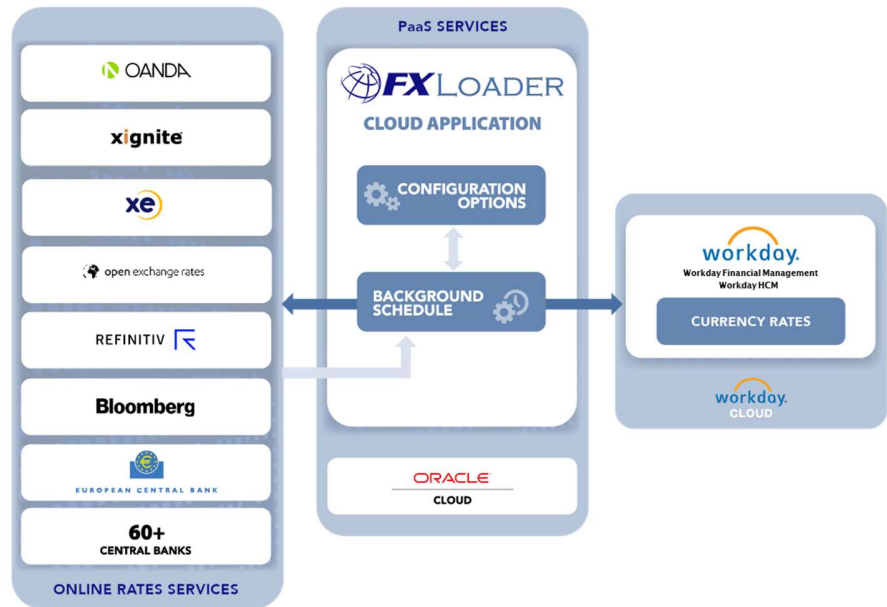 OANDA
xignite
xe
open exchange rates
REFINITIV
Bloomberg
EUROPEAN CENTRAL BANK
60+
CENTRAL BANKS
ONLINE RATES SERVICES
PaaS SERVICES
FXLOADER
CLOUD APPLICATION
CONFIGURATION
OPTIONS
BACKGROUND
SCHEDULE
ORACLE
CLOUD
workday.
Workday Financial Management
Workday HCM
CURRENCY RATES
workday.
CLOUD